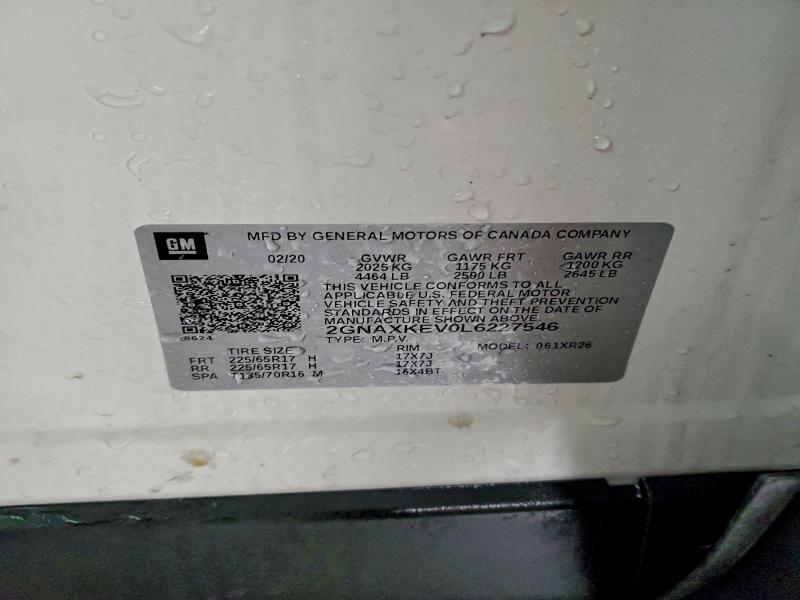 GM
MFD BY GENERAL MOTORS OF CANADA COMPANY
02/20 GVWR GAWR FRT GAWR RR
2025 KG 1175 KG 1200 KG
4464 LB 2590 LB 2645 LB
THIS VEHICLE CONFORMS TO ALL
APPLICABLE U.S. FEDERAL MOTOR
VEHICLE SAFETY AND THEFT PREVENTION
STANDARDS IN EFFECT ON THE DATE OF
MANUFACTURE SHOWN ABOVE.
2GNAXKEV0L6227546
8624
TYPE: M.P.V. MODEL: 061XR26
TIRE SIZE RIM
FRT 225/65R17 H 17X7J
RR 225/65R17 H 17X7J
SPA T135/70R16 M 16X4BT